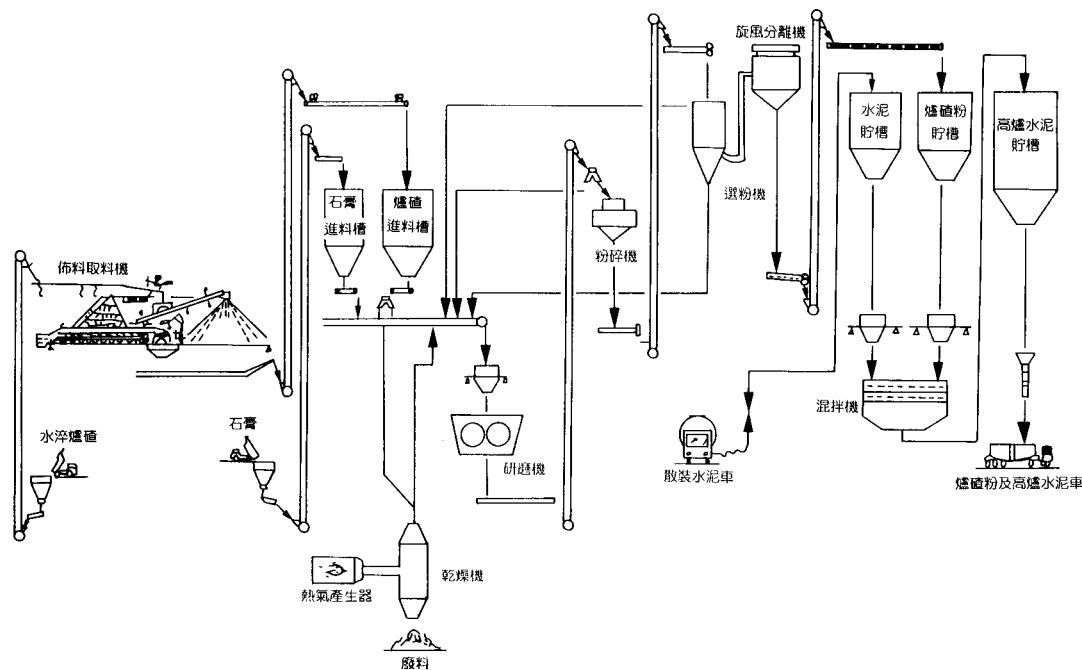 旋風分離機
水泥
貯槽
爐碴粉
貯槽
高爐水泥
貯槽
石膏
進料槽
爐碴
進料槽
選粉機
粉碎機
佈料取料機
混拌機
水淬爐碴
石膏
研磨機
散裝水泥車
爐碴粉及高爐水泥車
乾燥機
熱氣產生器
廢料